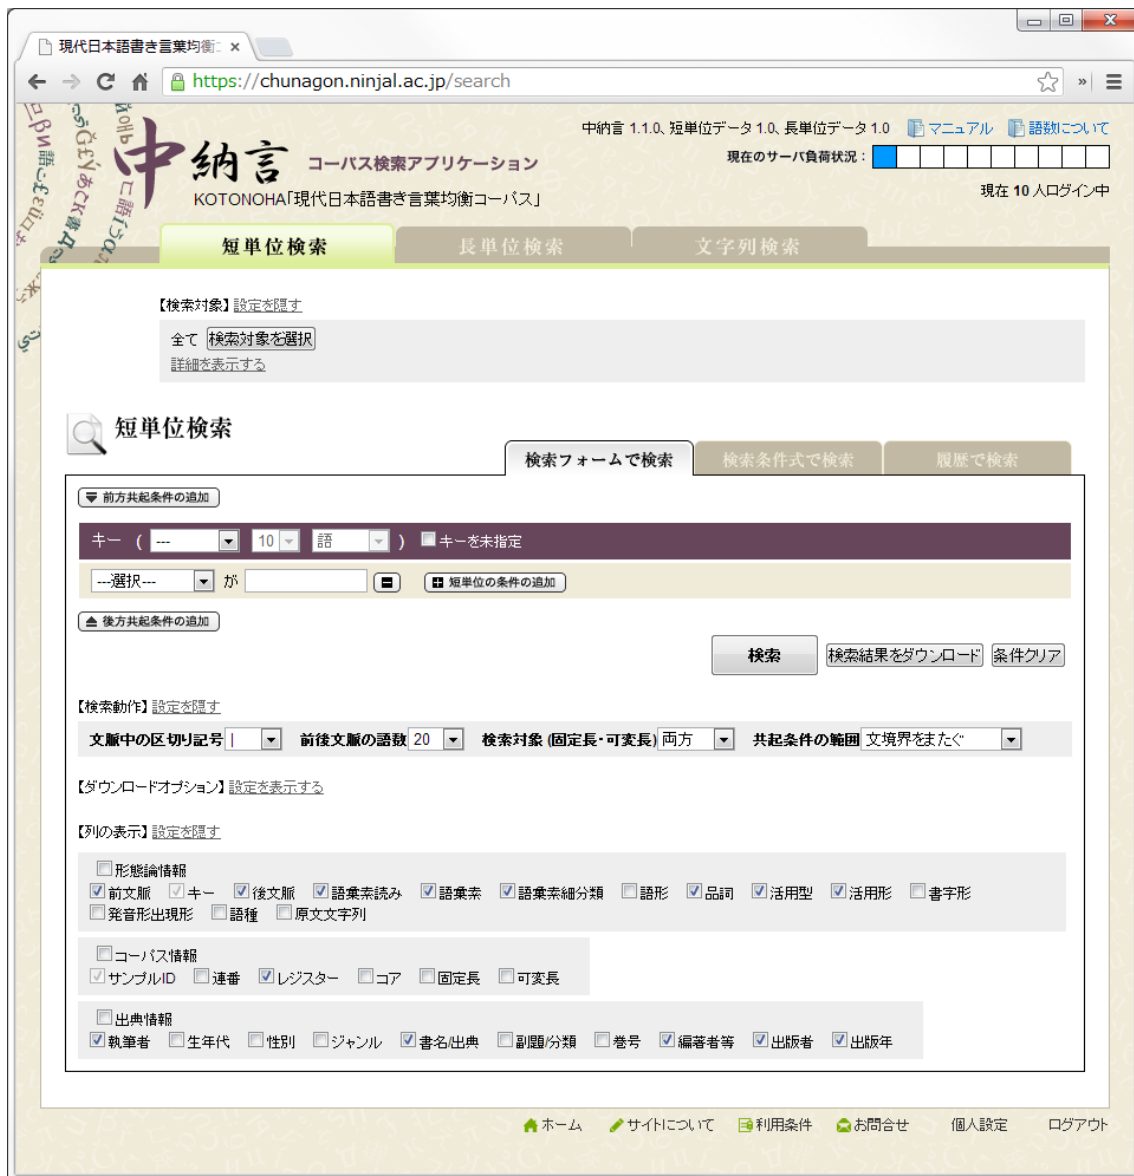 現代日本語書き言葉均衡コ
https://chunagon.ninjal.ac.jp/search
中納言 1.1.0、短単位データ 1.0、長単位データ 1.0 マニュアル 語数について
中納言 コーパス検索アプリケーション
現在のサーバ負荷状況：
KOTONOHA「現代日本語書き言葉均衡コーパス」
現在 10 人ログイン中
短単位検索 長単位検索 文字列検索
【検索対象】 設定を隠す
全て 検索対象を選択
詳細を表示する
短単位検索
検索フォームで検索 検索条件式で検索 履歴で検索
前方共起条件の追加
キー ( --- 10 語 ) キーを未指定
---選択--- が 短単位の条件の追加
後方共起条件の追加
検索 検索結果をダウンロード 条件クリア
【検索動作】 設定を隠す
文脈中の区切り記号 | 前後文脈の語数 20 検索対象 (固定長・可変長) 両方 共起条件の範囲 文境界をまたぐ
【ダウンロードオプション】 設定を表示する
【列の表示】 設定を隠す
形態論情報
前文脈 キー 後文脈 語彙素読み 語彙素 語彙素細分類 語形 品詞 活用型 活用形 書字形
発音形出現形 語種 原文文字列
コーパス情報
サンプルID 連番 レジスター コア 固定長 可変長
出典情報
執筆者 生年代 性別 ジャンル 書名/出典 副題/分類 巻号 編著者等 出版者 出版年
ホーム サイトについて 利用条件 お問合せ 個人設定 ログアウト